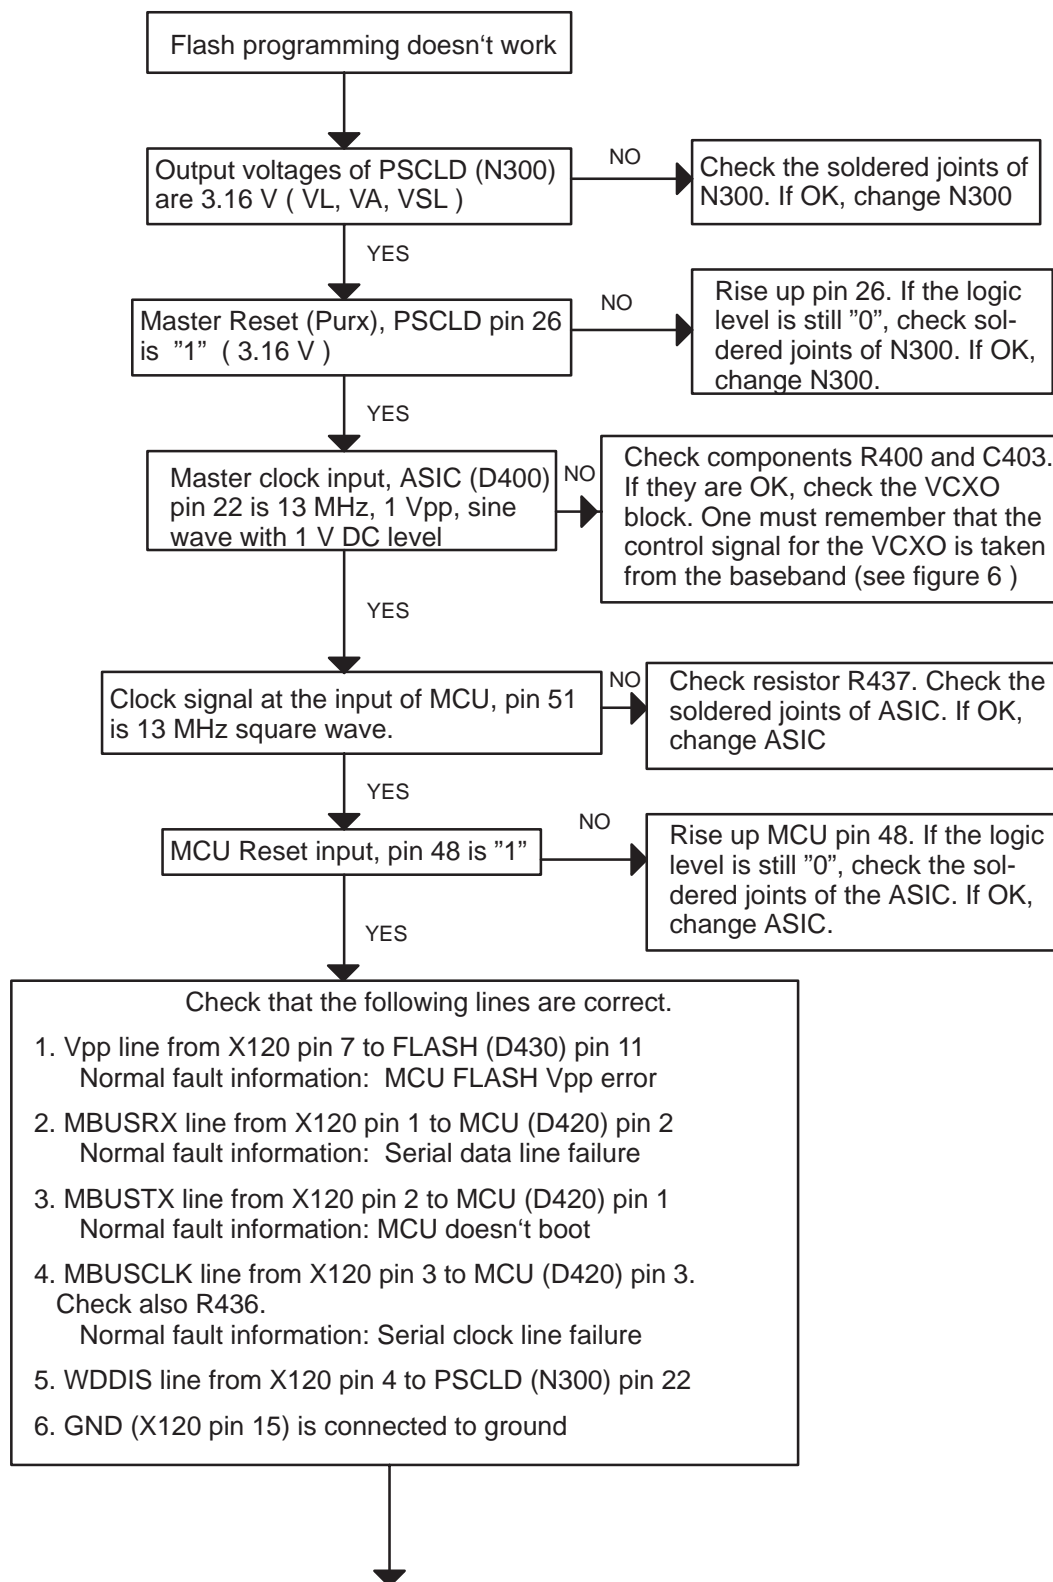 Flash programming doesn‘t work
Output voltages of PSCLD (N300)
are 3.16 V ( VL, VA, VSL )
NO
Check the soldered joints of
N300. If OK, change N300
YES
Master Reset (Purx), PSCLD pin 26
is ”1” ( 3.16 V )
NO
Rise up pin 26. If the logic
level is still ”0”, check sol-
dered joints of N300. If OK,
change N300.
YES
Master clock input, ASIC (D400)
pin 22 is 13 MHz, 1 Vpp, sine
wave with 1 V DC level
NO
Check components R400 and C403.
If they are OK, check the VCXO
block. One must remember that the
control signal for the VCXO is taken
from the baseband (see figure 6 )
YES
Clock signal at the input of MCU, pin 51
is 13 MHz square wave.
NO
Check resistor R437. Check the
soldered joints of ASIC. If OK,
change ASIC
YES
MCU Reset input, pin 48 is ”1”
NO
Rise up MCU pin 48. If the logic
level is still ”0”, check the sol-
dered joints of the ASIC. If OK,
change ASIC.
YES
Check that the following lines are correct.
1. Vpp line from X120 pin 7 to FLASH (D430) pin 11
Normal fault information: MCU FLASH Vpp error
2. MBUSRX line from X120 pin 1 to MCU (D420) pin 2
Normal fault information: Serial data line failure
3. MBUSTX line from X120 pin 2 to MCU (D420) pin 1
Normal fault information: MCU doesn‘t boot
4. MBUSCLK line from X120 pin 3 to MCU (D420) pin 3.
Check also R436.
Normal fault information: Serial clock line failure
5. WDDIS line from X120 pin 4 to PSCLD (N300) pin 22
6. GND (X120 pin 15) is connected to ground